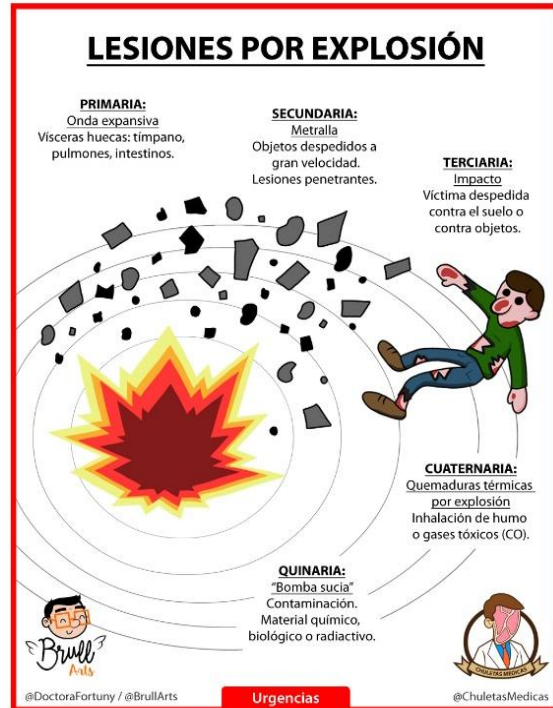 LESIONES POR EXPLOSIÓN
PRIMARIA:
Onda expansiva
Vísceras huecas: tímpano,
pulmones, intestinos.
SECUNDARIA:
Metralla
Objetos despedidos a
gran velocidad.
Lesiones penetrantes.
TERCIARIA:
Impacto
Víctima despedida
contra el suelo o
contra objetos.
CUATERNARIA:
Quemaduras térmicas
por explosión
Inhalación de humo
o gases tóxicos (CO).
QUINARIA:
“Bomba sucia”
Contaminación.
Material químico,
biológico o radiactivo.
Brull
Arts
CHULETAS MEDICAS
@DoctoraFortuny / @BrullArts
Urgencias
@ChuletasMedicas